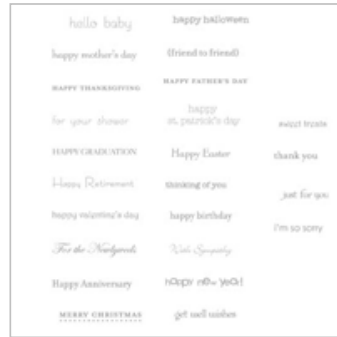 hello baby
happy mother's day
HAPPY THANKSGIVING
for your shower
HAPPY GRADUATION
Happy Retirement
happy valentine's day
For the Newlyweds
Happy Anniversary
MERRY CHRISTMAS
happy halloween
(friend to friend)
HAPPY FATHER'S DAY
happy
st. patrick's day
Happy Easter
thinking of you
happy birthday
With Sympathy
happy new year!
get well wishes
sweet treats
thank you
just for you
i'm so sorry